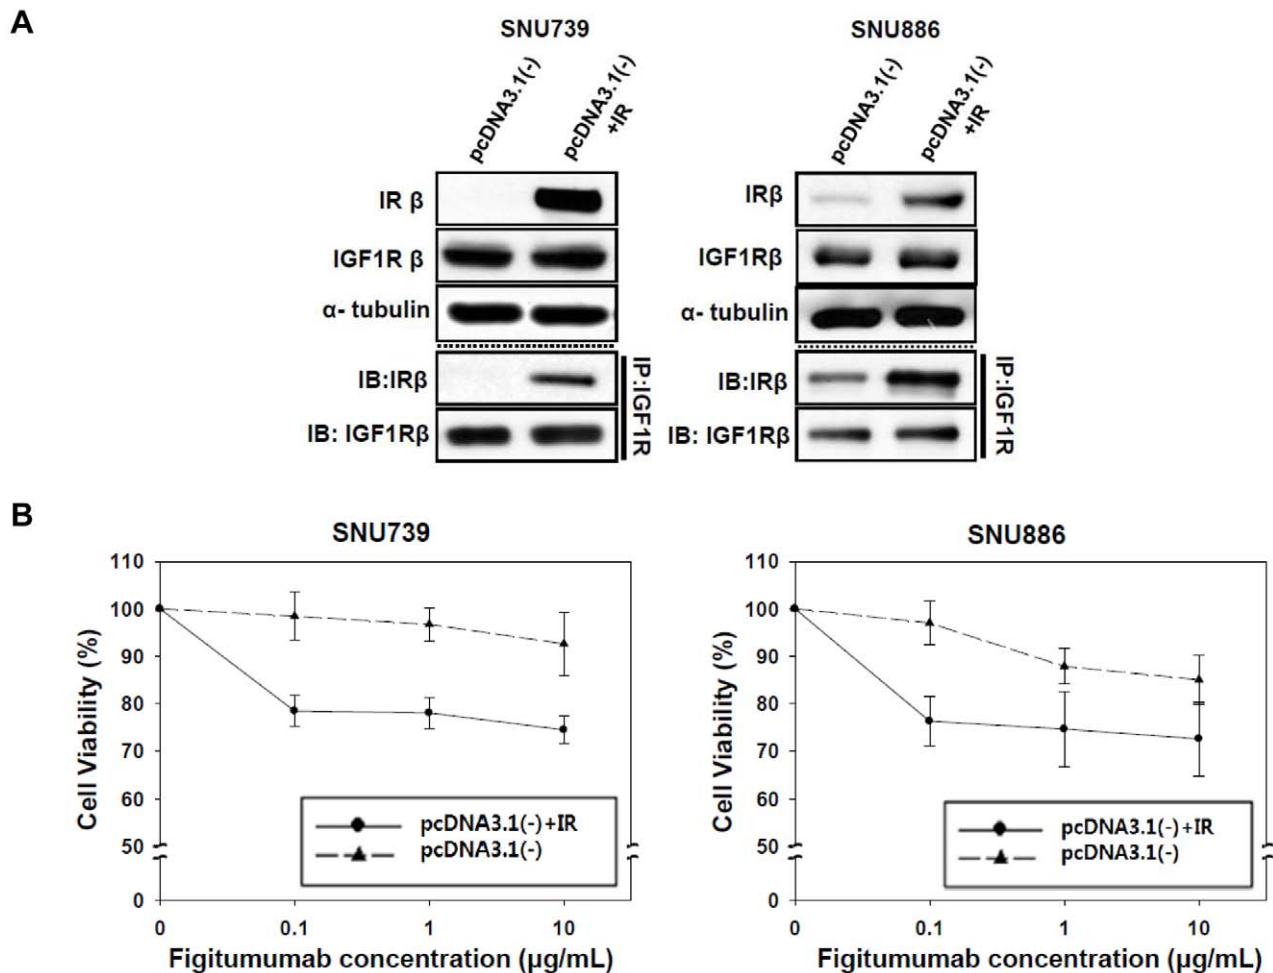 A
SNU739
pcDNA3.1(-)
pcDNA3.1(-)
+IR
IR β
IGF1R β
α- tubulin
IB:IRβ
IB: IGF1Rβ
IP:IGF1R
SNU886
pcDNA3.1(-)
pcDNA3.1(-)
+IR
IRβ
IGF1Rβ
α- tubulin
IB:IRβ
IB: IGF1Rβ
IP:IGF1R
B
SNU739
Cell Viability (%)
110
100
90
80
70
60
50
0
pcDNA3.1(-)+IR
pcDNA3.1(-)
0 0.1 1 10
Figitumumab concentration (µg/mL)
SNU886
Cell Viability (%)
110
100
90
80
70
60
50
0
pcDNA3.1(-)+IR
pcDNA3.1(-)
0 0.1 1 10
Figitumumab concentration (µg/mL)